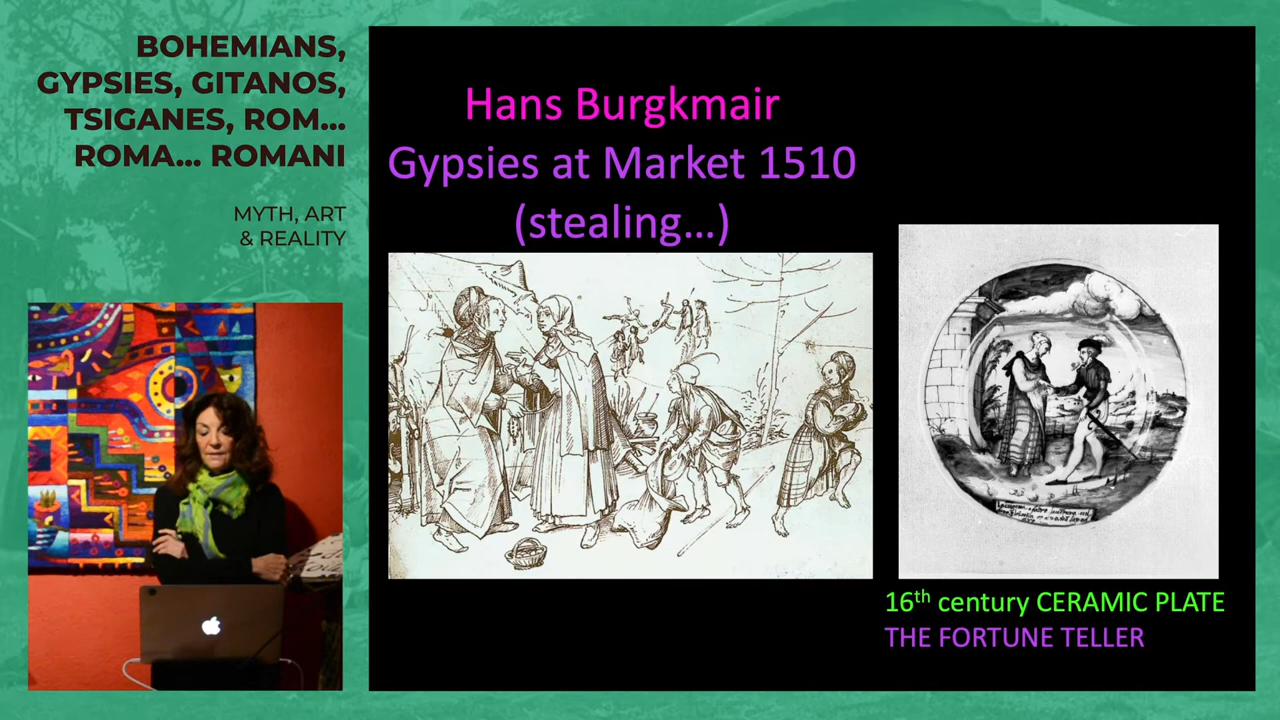 BOHEMIANS,
GYPSIES, GITANOS,
TSIGANES, ROM...
ROMA... ROMANI
MYTH, ART
& REALITY
Hans Burgkmair
Gypsies at Market 1510
(stealing...)
16th century CERAMIC PLATE
THE FORTUNE TELLER